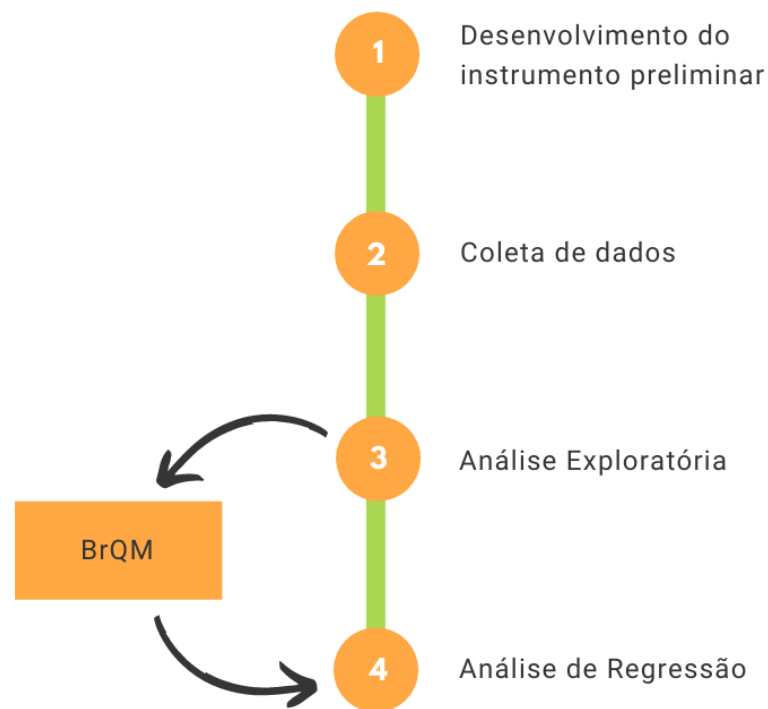 1
Desenvolvimento do
instrumento preliminar
2
Coleta de dados
3
Análise Exploratória
BrQM
4
Análise de Regressão